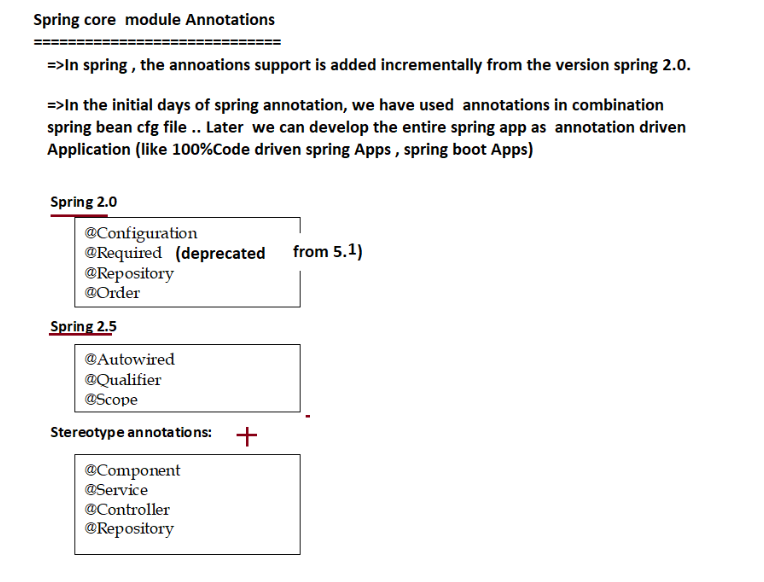 Spring core  module Annotations
==============================
=>In spring , the annoations support is added incrementally from the version spring 2.0.
=>In the initial days of spring annotation, we have used  annotations in combination
spring bean cfg file .. Later  we can develop the entire spring app as  annotation driven
Application (like 100%Code driven spring Apps , spring boot Apps)
Spring 2.0
@Configuration
@Required  (deprecated from 5.1)
@Repository
@Order
Spring 2.5
@Autowired
@Qualifier
@Scope
Stereotype annotations: +
@Component
@Service
@Controller
@Repository